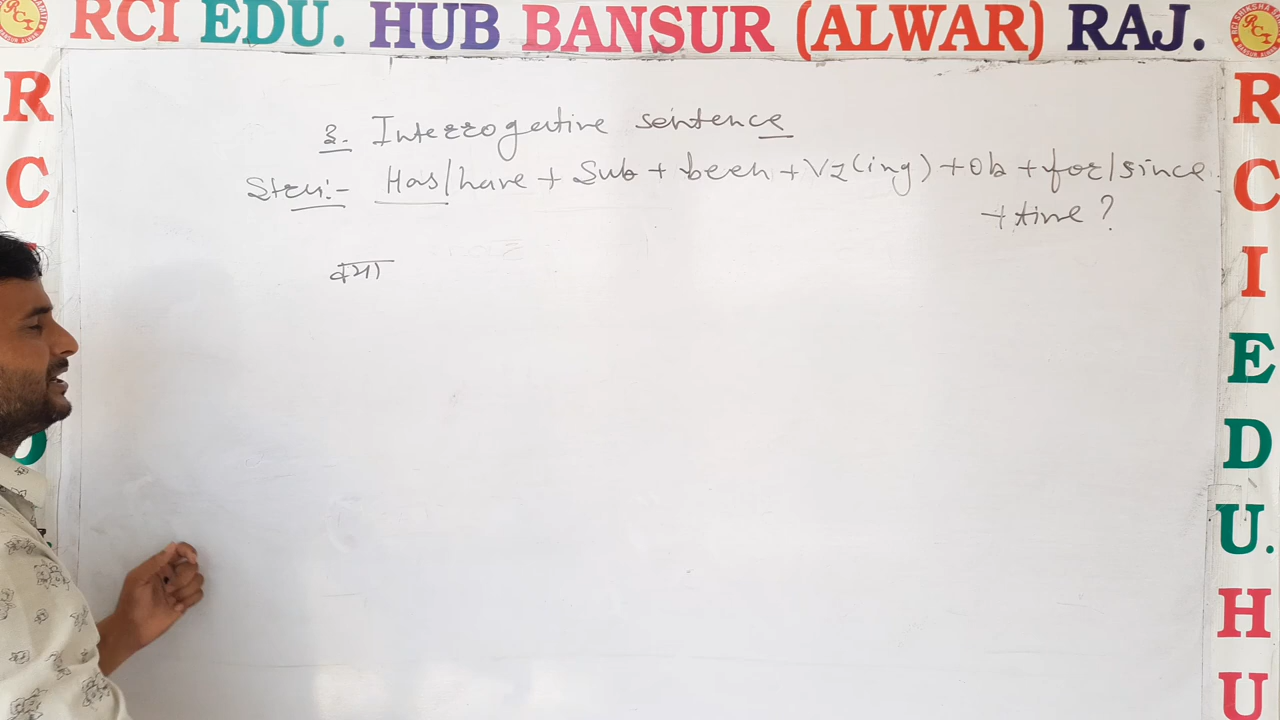 RCI EDU. HUB BANSUR (ALWAR) RAJ.
3. Interrogative sentence
Stru:- Has/have + Sub + been + V1(ing) + Ob + for/since
+ time ?
क्या
R
C
R
C
I
E
D
U.
H
U